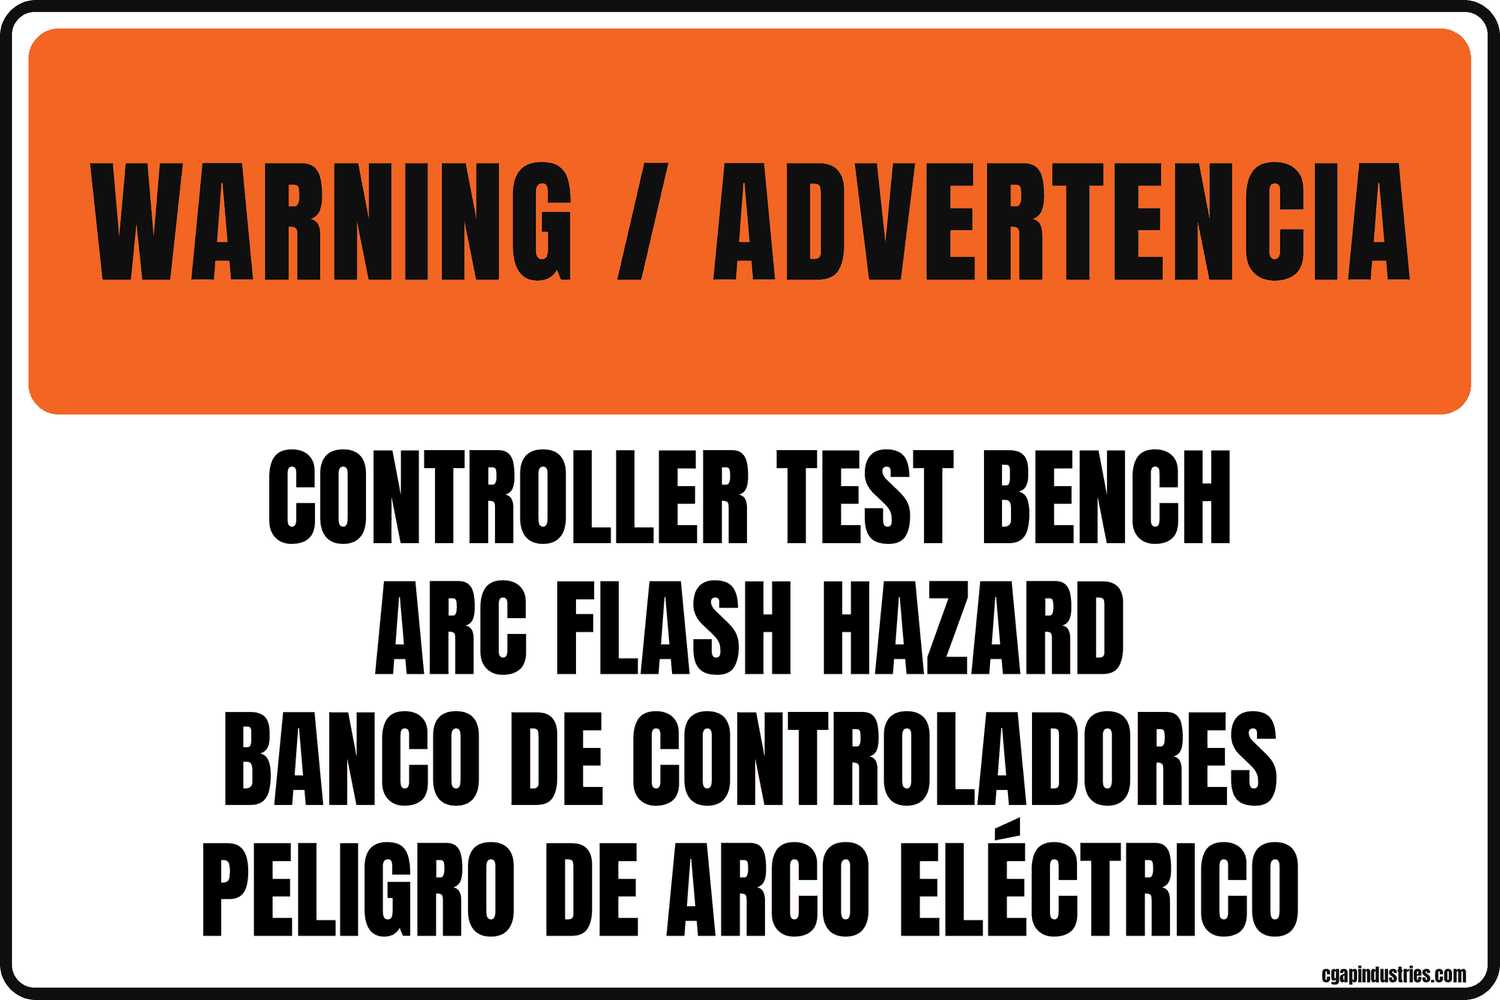 WARNING / ADVERTENCIA
CONTROLLER TEST BENCH
ARC FLASH HAZARD
BANCO DE CONTROLADORES
PELIGRO DE ARCO ELÉCTRICO
cgapindustries.com